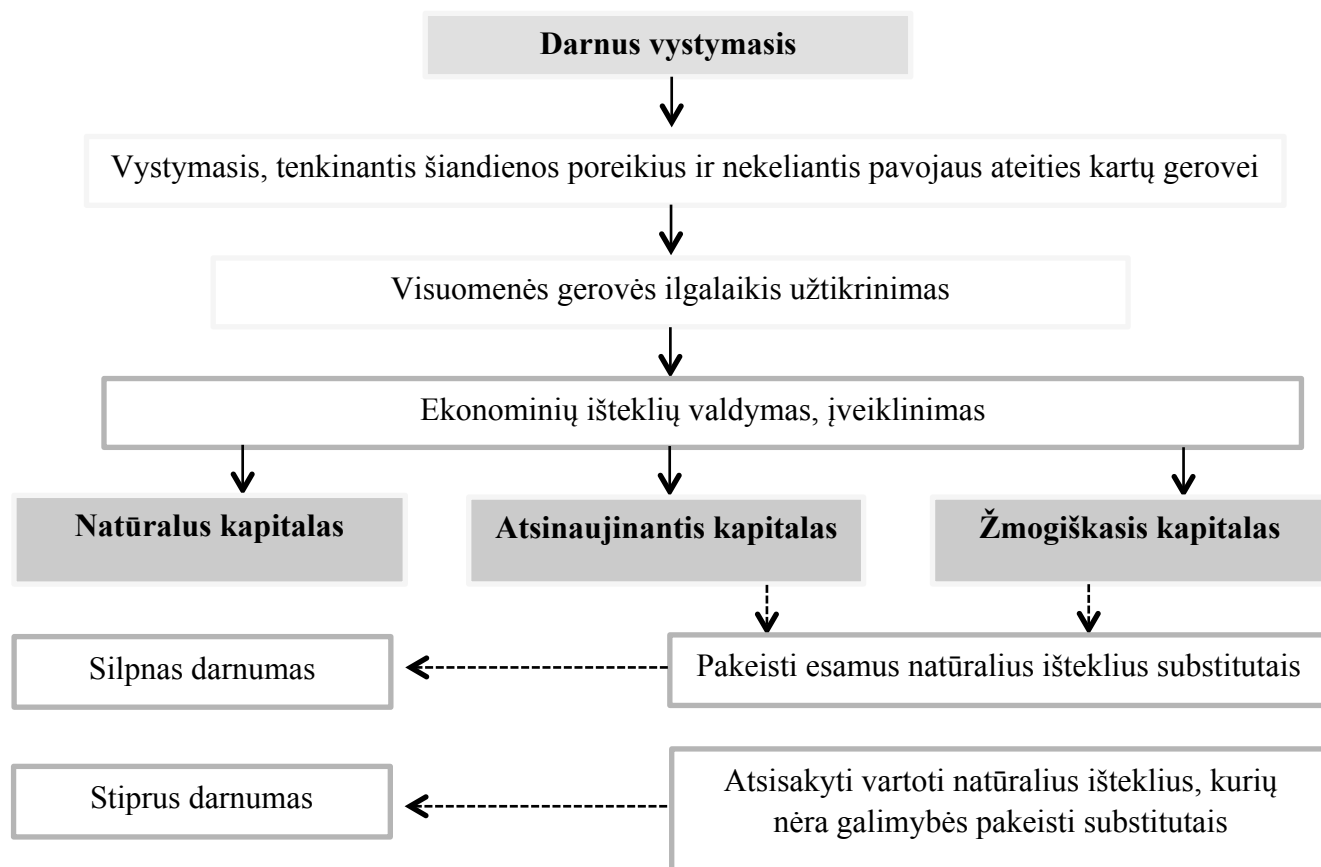 Darnus vystymasis
Vystymasis, tenkinantis šiandienos poreikius ir nekeliantis pavojaus ateities kartų gerovei
Visuomenės gerovės ilgalaikis užtikrinimas
Ekonominių išteklių valdymas, įveiklinimas
Natūralus kapitalas
Atsinaujinantis kapitalas
Žmogiškasis kapitalas
Silpnas darnumas
Pakeisti esamus natūralius išteklius substitutais
Stiprus darnumas
Atsisakyti vartoti natūralius išteklius, kurių
nėra galimybės pakeisti substitutais